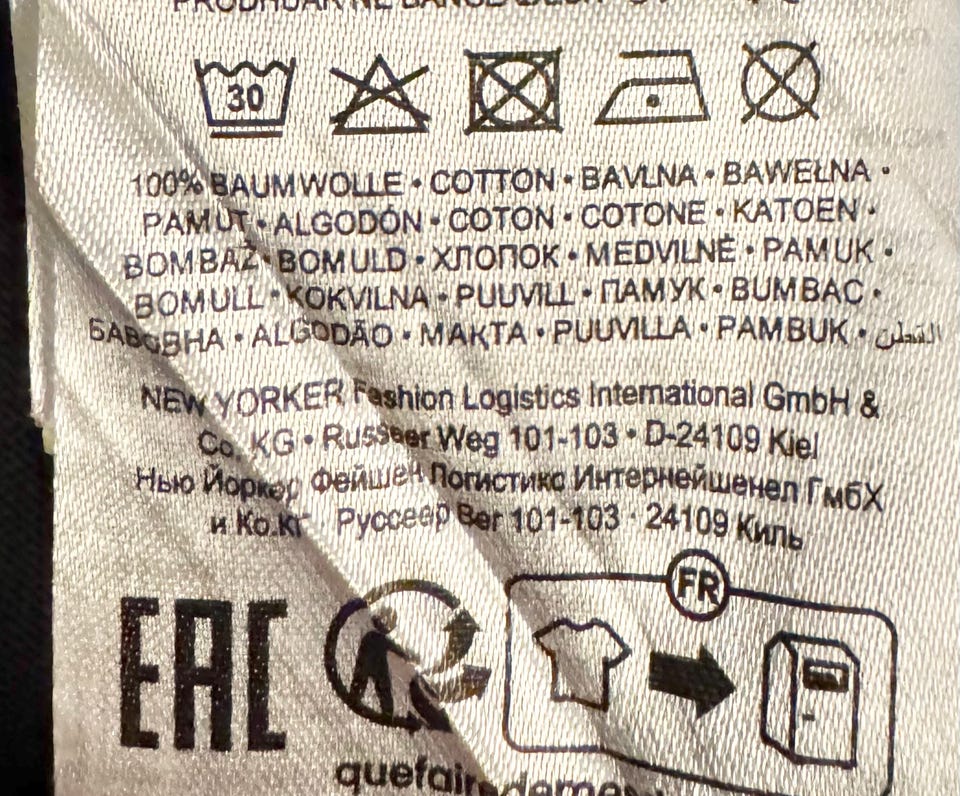 30
100% BAUMWOLLE • COTTON • BAVLNA • BAWEŁNA •
PAMUT • ALGODÓN • COTON • COTONE • KATOEN •
BOMBAŽ • BOMULD • ХЛОПОК • MEDVILNĖ • PAMUK •
BOMULL • KOKVILNA • PUUVILL • ПАМУК • BUMBAC •
БАВОВНА • ALGODÃO • МАКТА • PUUVILLA • PAMBUK • القطن
NEW YORKER Fashion Logistics International GmbH &
Co. KG • Russeer Weg 101-103 • D-24109 Kiel
Нью Йоркер Фейшен Логистикс Интернейшенел ГмбХ
и Ко.КГ · Руссеер Вег 101-103 · 24109 Киль
FR
EAC